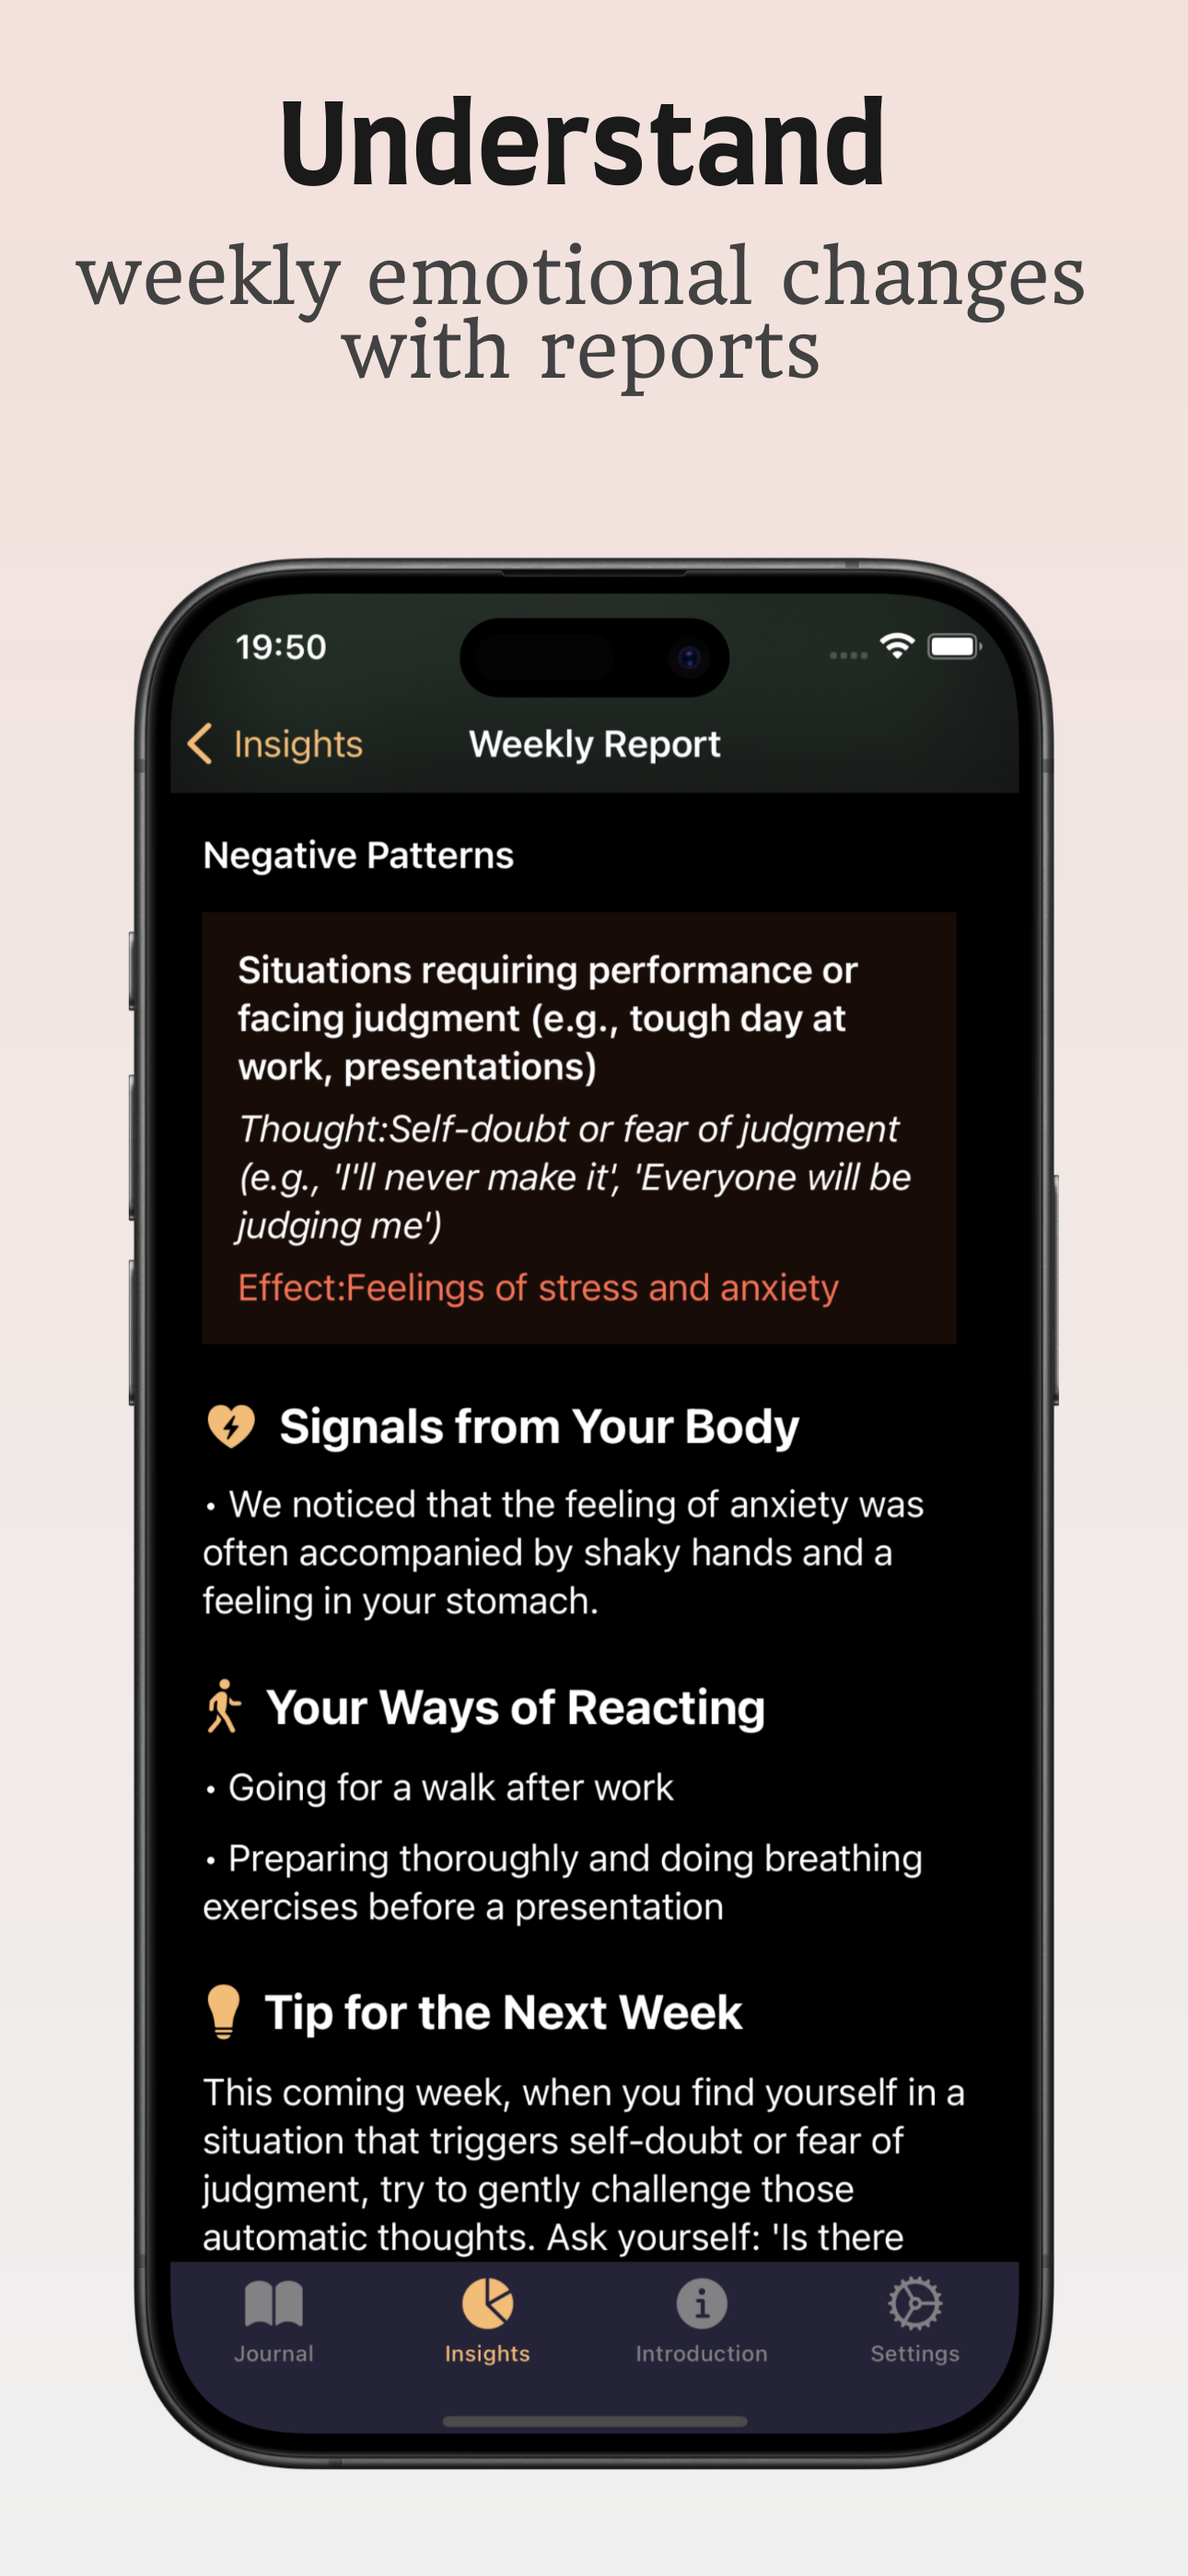 Understand
weekly emotional changes
with reports
19:50
Insights
Weekly Report
Negative Patterns
Situations requiring performance or
facing judgment (e.g., tough day at
work, presentations)
Thought:Self-doubt or fear of judgment
(e.g., 'I'll never make it', 'Everyone will be
judging me')
Effect:Feelings of stress and anxiety
Signals from Your Body
• We noticed that the feeling of anxiety was
often accompanied by shaky hands and a
feeling in your stomach.
Your Ways of Reacting
• Going for a walk after work
• Preparing thoroughly and doing breathing
exercises before a presentation
Tip for the Next Week
This coming week, when you find yourself in a
situation that triggers self-doubt or fear of
judgment, try to gently challenge those
automatic thoughts. Ask yourself: 'Is there
Journal
Insights
Introduction
Settings